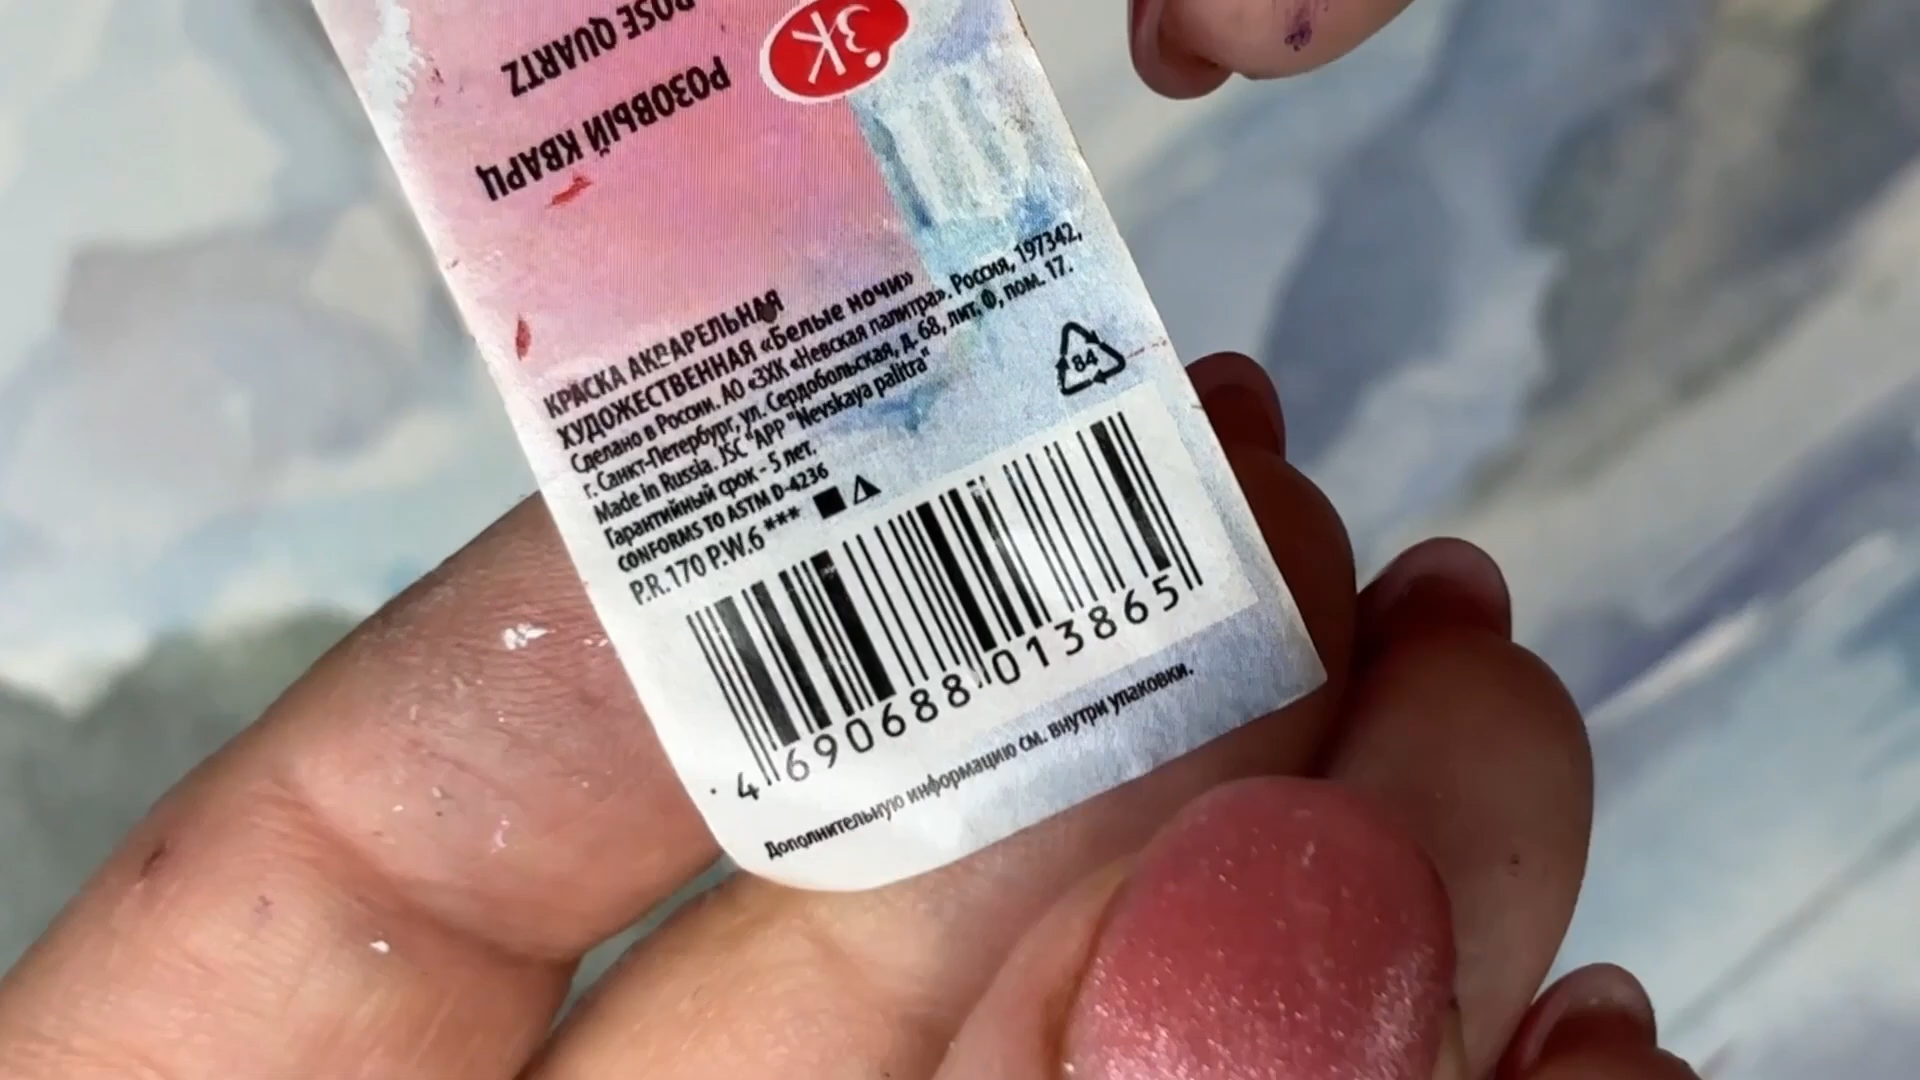 ROSE QUARTZ
РОЗОВЫЙ КВАРЦ
ЗК
КРАСКА АКВАРЕЛЬНАЯ
ХУДОЖЕСТВЕННАЯ «Белые ночи»
Сделано в России. АО «ЗХК «Невская палитра». Россия, 197342,
г. Санкт-Петербург, ул. Сердобольская, д. 68, лит. Ф, пом. 17.
Made in Russia. JSC "APP "Nevskaya palitra"
Гарантийный срок - 5 лет.
CONFORMS TO ASTM D-4236
P.R.170 P.W.6 ***
84
4 690688 013865
Дополнительную информацию см. внутри упаковки.